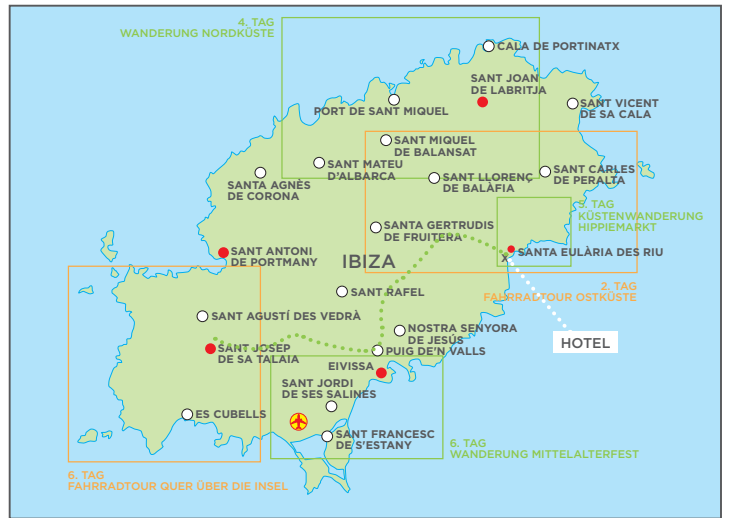 4. TAG
WANDERUNG NORDKÜSTE
CALA DE PORTINATX
SANT JOAN
DE LABRITJA
PORT DE SANT MIQUEL
SANT VICENT
DE SA CALA
SANT MIQUEL
DE BALANSAT
SANT MATEU
D'ALBARCA
SANT CARLES
DE PERALTA
SANTA AGNÈS
DE CORONA
SANT LLORENÇ
DE BALÀFIA
TAG
KÜSTENWANDERUNG
HIPPIEMARKT
SANTA GERTRUDIS
DE FRUITERA
SANT ANTONI
DE PORTMANY
SANTA EULÀRIA DES RIU
X
IBIZA
2. TAG
FAHRRADTOUR OSTKÜSTE
SANT RAFEL
SANT AGUSTÍ DES VEDRÀ
NOSTRA SENYORA
DE JESÚS
HOTEL
SANT JOSEP
DE SA TALAIA
PUIG DE'N VALLS
EIVISSA
SANT JORDI
DE SES SALINES
ES CUBELLS
SANT FRANCESC
DE S'ESTANY
6. TAG
WANDERUNG MITTELALTERFEST
6. TAG
FAHRRADTOUR QUER ÜBER DIE INSEL